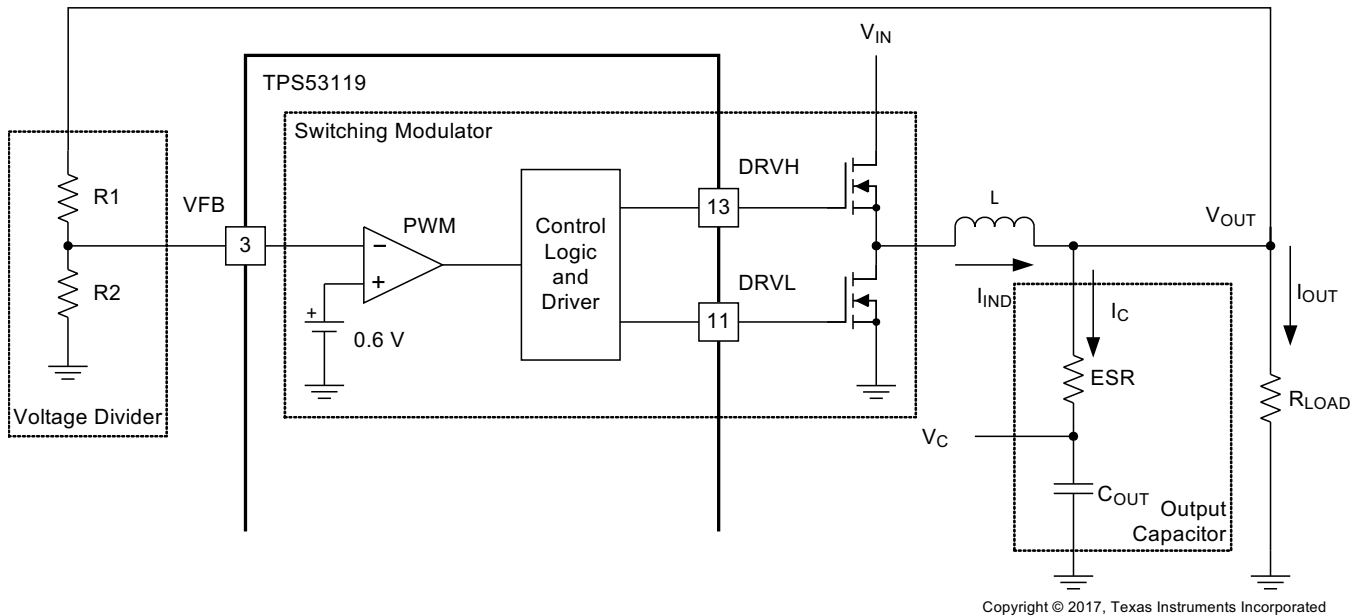 V_IN
TPS53119
Switching Modulator
DRVH
R1
VFB
PWM
13
L
V_OUT
3
Control
Logic
and
Driver
−
+
R2
DRVL
I_IND
I_C
I_OUT
+
0.6 V
11
ESR
Voltage Divider
R_LOAD
V_C
C_OUT
Output
Capacitor
Copyright © 2017, Texas Instruments Incorporated